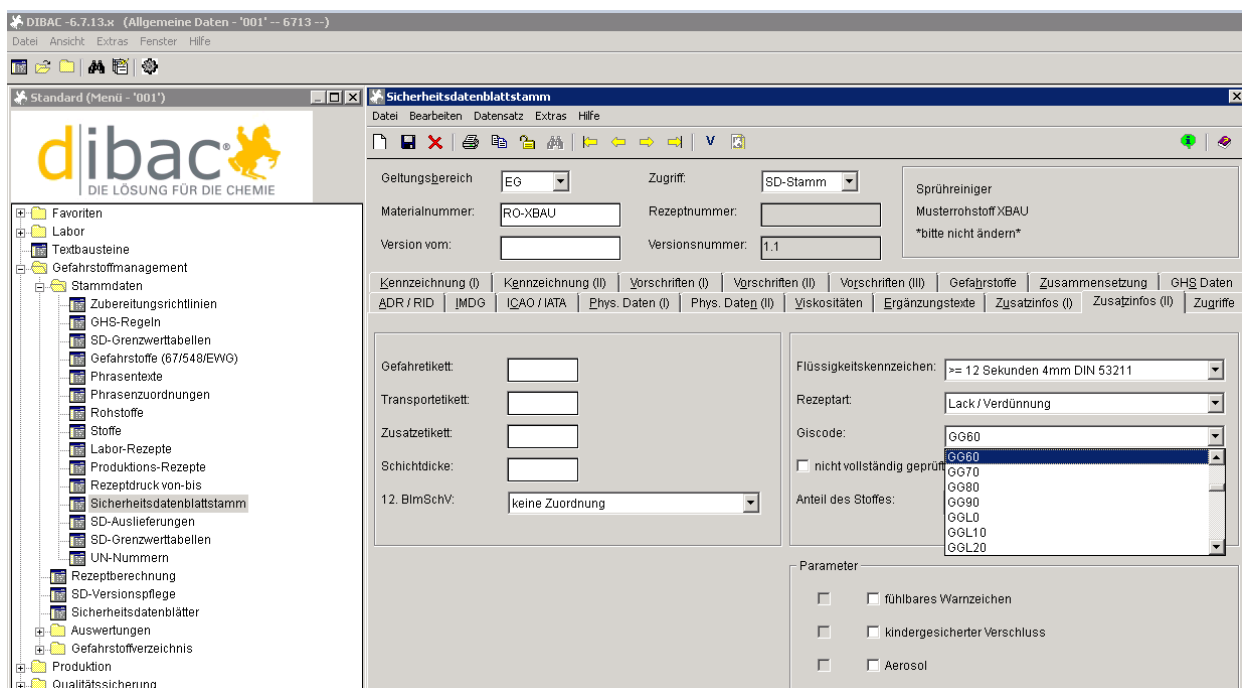 DIBAC -6.7.13.x (Allgemeine Daten - '001' -- 6713 --)
Datei Ansicht Extras Fenster Hilfe
Standard (Menü - '001')
dibac
DIE LÖSUNG FÜR DIE CHEMIE
Favoriten
Labor
Textbausteine
Gefahrstoffmanagement
Stammdaten
Zubereitungsrichtlinien
GHS-Regeln
SD-Grenzwerttabellen
Gefahrstoffe (67/548/EWG)
Phrasentexte
Phrasenzuordnungen
Rohstoffe
Stoffe
Labor-Rezepte
Produktions-Rezepte
Rezeptdruck von-bis
Sicherheitsdatenblattstamm
SD-Auslieferungen
SD-Grenzwerttabellen
UN-Nummern
Rezeptberechnung
SD-Versionspflege
Sicherheitsdatenblätter
Auswertungen
Gefahrstoffverzeichnis
Produktion
Qualitätssicherung
Sicherheitsdatenblattstamm
Datei Bearbeiten Datensatz Extras Hilfe
V
Geltungsbereich EG Zugriff: SD-Stamm
Materialnummer: RO-XBAU Rezeptnummer:
Version vom: Versionsnummer: 1.1
Sprühreiniger
Musterrohstoff XBAU
*bitte nicht ändern*
Kennzeichnung (I) Kennzeichnung (II) Vorschriften (I) Vorschriften (II) Vorschriften (III) Gefahrstoffe Zusammensetzung GHS Daten
ADR / RID IMDG ICAO / IATA Phys. Daten (I) Phys. Daten (II) Viskositäten Ergänzungstexte Zusatzinfos (I) Zusatzinfos (II) Zugriffe
Gefahretikett:
Transportetikett:
Zusatzetikett:
Schichtdicke:
12. BImSchV: keine Zuordnung
Flüssigkeitskennzeichen: >= 12 Sekunden 4mm DIN 53211
Rezeptart: Lack / Verdünnung
Giscode: GG60
GG60
nicht vollständig geprüft
GG70
GG80
Anteil des Stoffes:
GG90
GGL0
GGL10
GGL20
Parameter
fühlbares Warnzeichen
kindergesicherter Verschluss
Aerosol